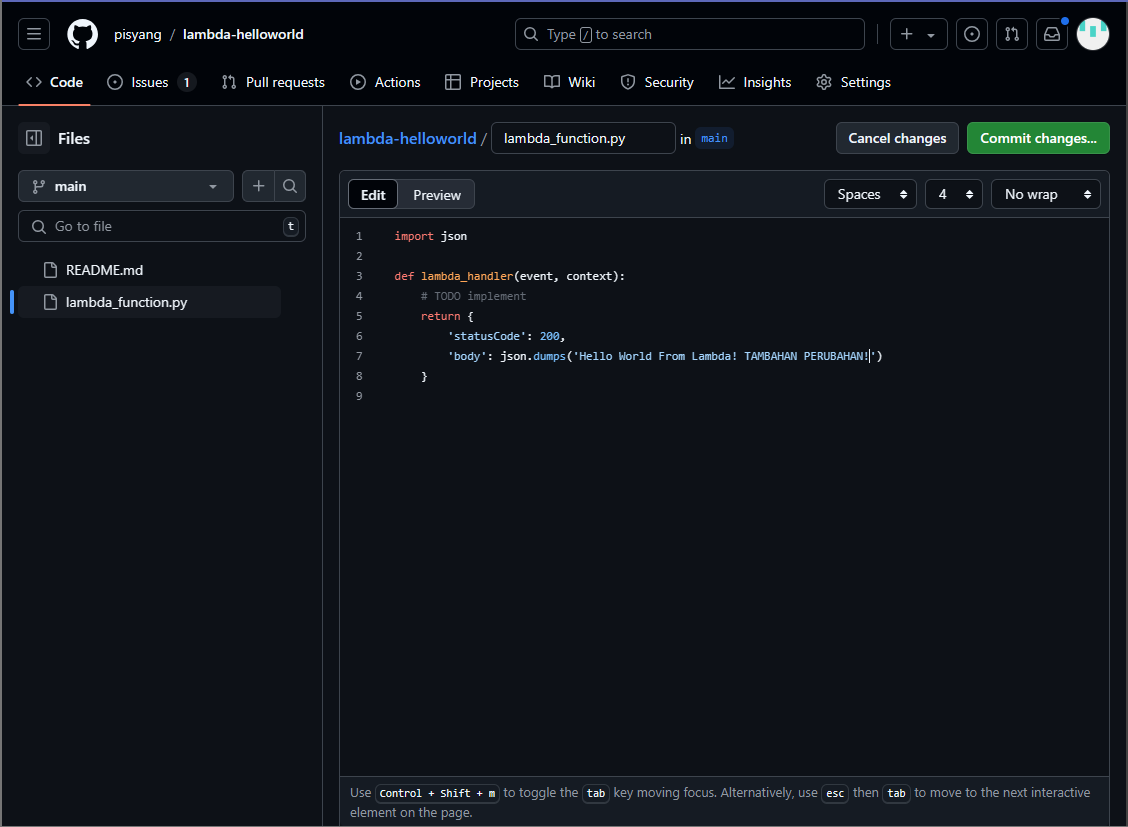 pisyang / lambda-helloworld
Type / to search
Code
Issues 1
Pull requests
Actions
Projects
Wiki
Security
Insights
Settings
Files
main
Go to file
t
README.md
lambda_function.py
lambda-helloworld / lambda_function.py in main
Cancel changes
Commit changes...
Edit
Preview
Spaces
4
No wrap
1 import json
2
3 def lambda_handler(event, context):
4 # TODO implement
5 return {
6 'statusCode': 200,
7 'body': json.dumps('Hello World From Lambda! TAMBAHAN PERUBAHAN!')
8 }
9
Use Control + Shift + m to toggle the tab key moving focus. Alternatively, use esc then tab to move to the next interactive
element on the page.